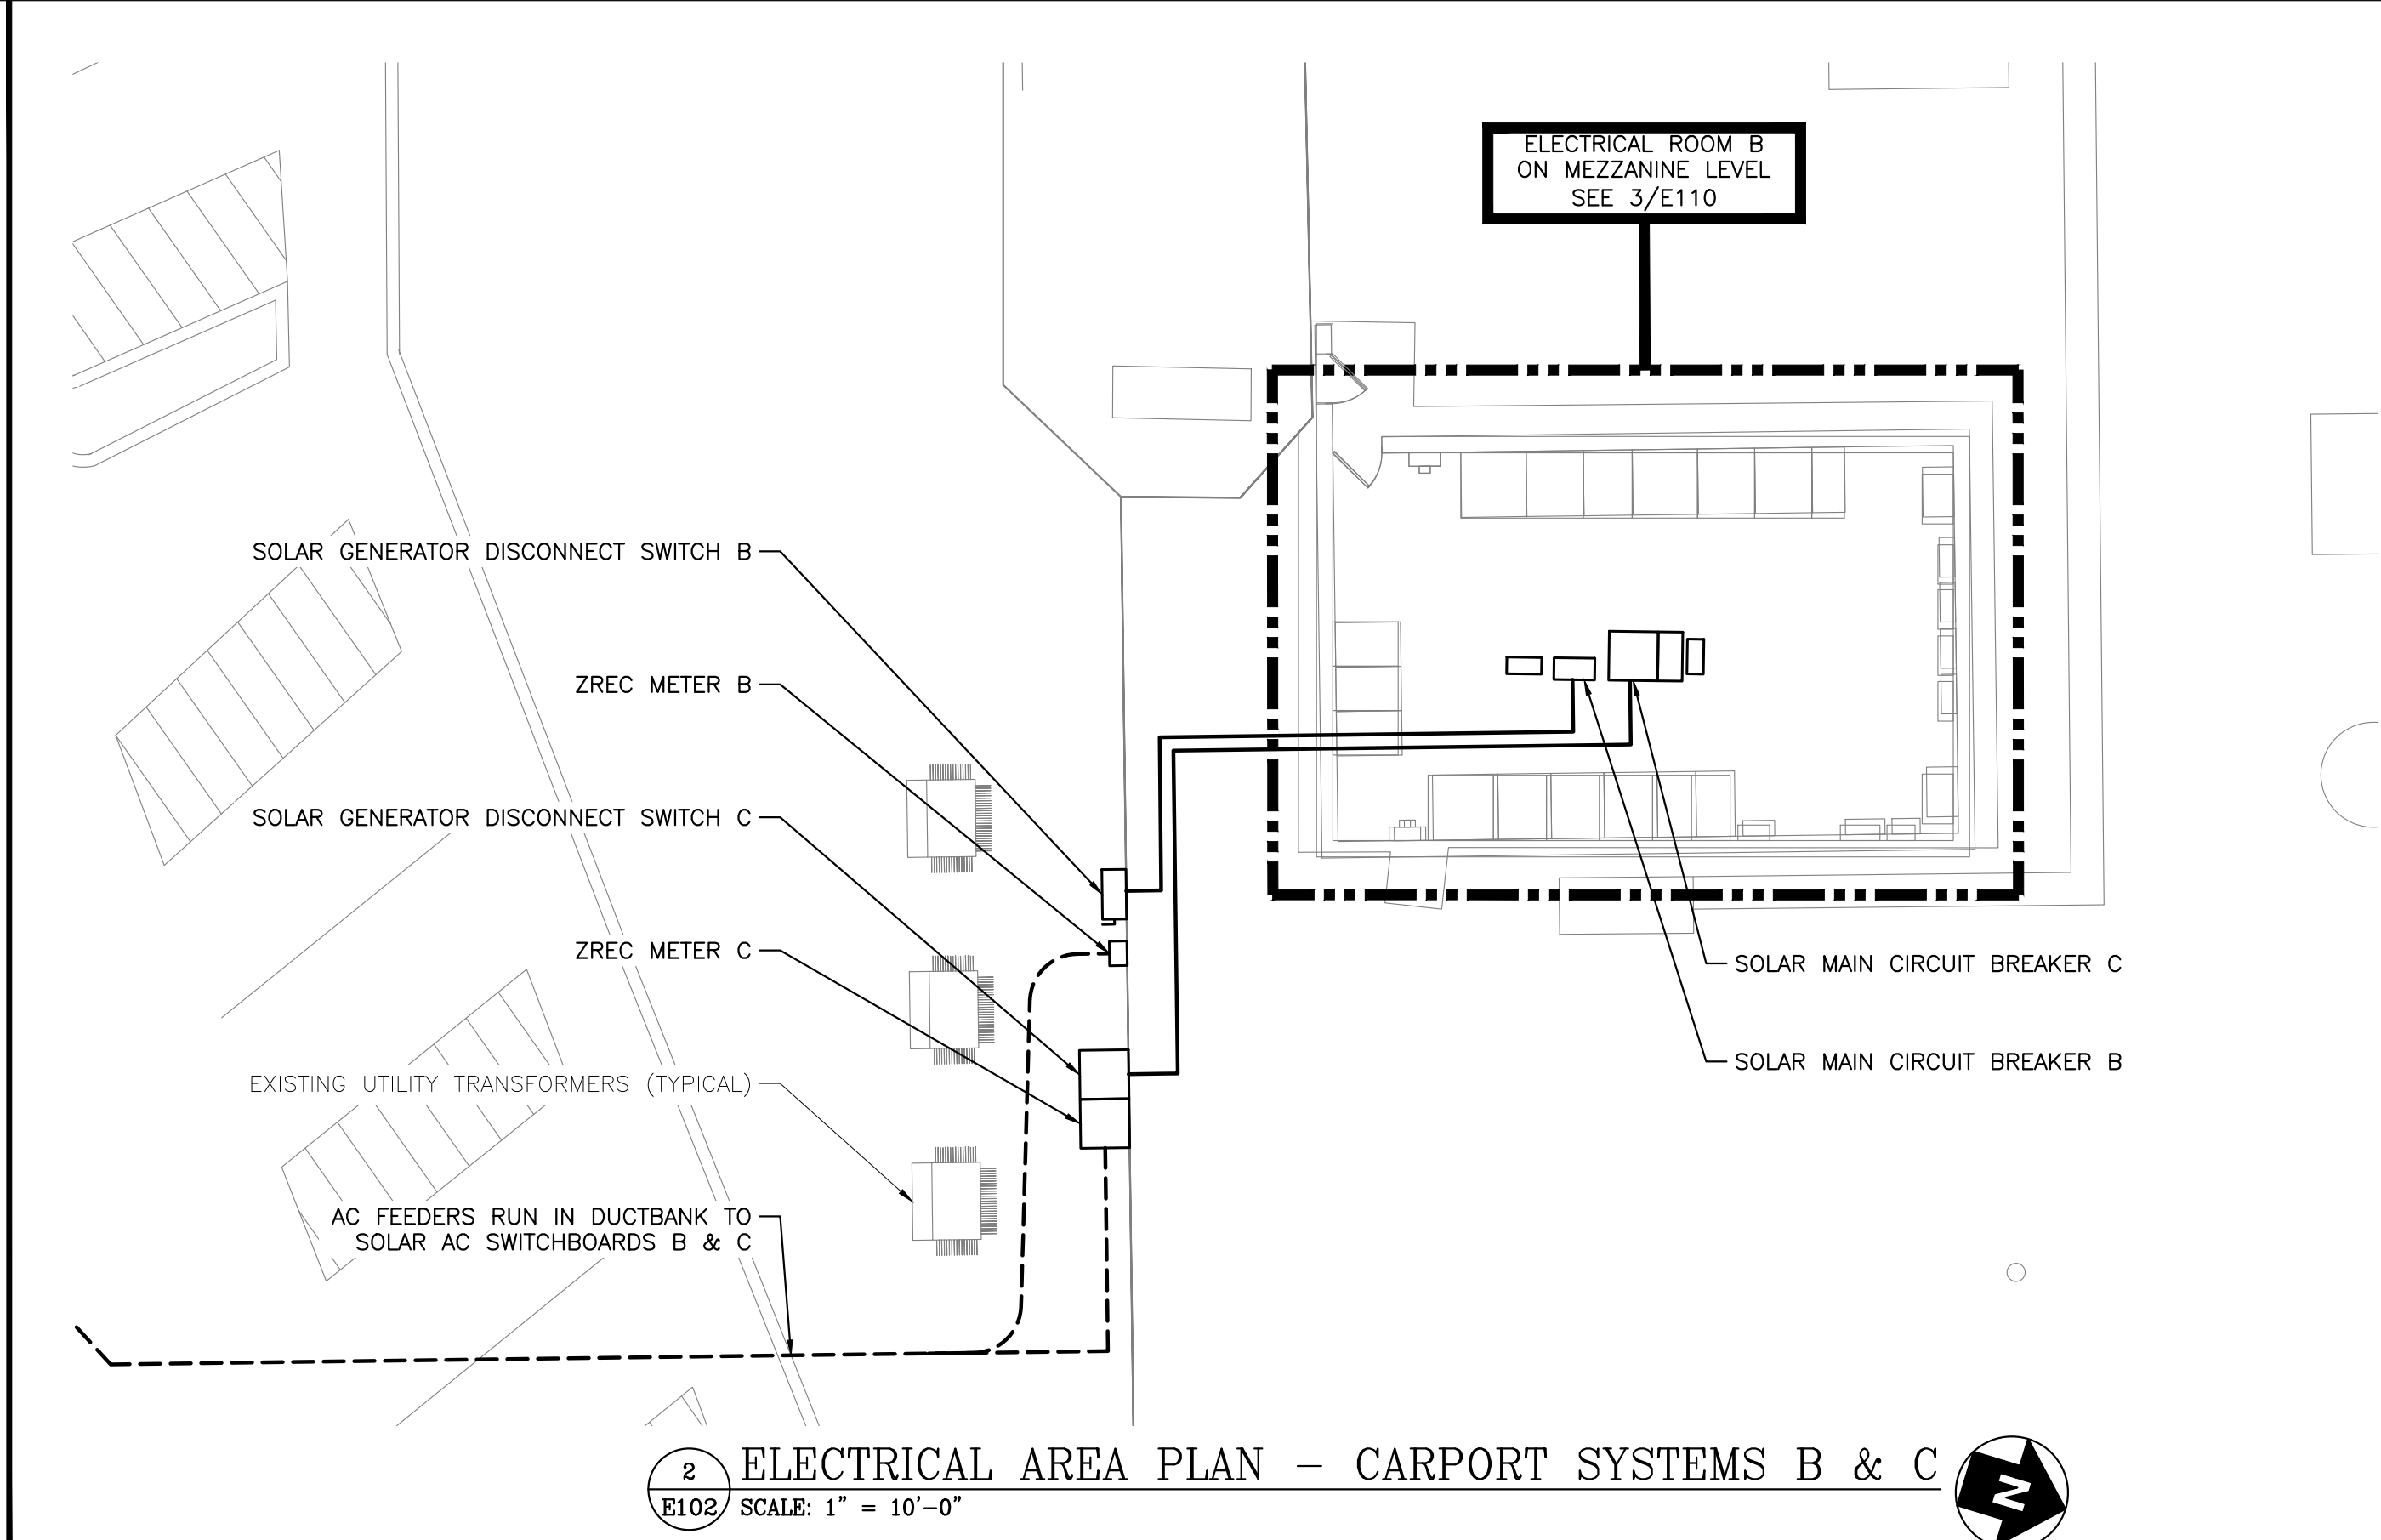 ELECTRICAL ROOM B
ON MEZZANINE LEVEL
SEE 3/E110
SOLAR GENERATOR DISCONNECT SWITCH B
ZREC METER B
SOLAR GENERATOR DISCONNECT SWITCH C
ZREC METER C
SOLAR MAIN CIRCUIT BREAKER C
SOLAR MAIN CIRCUIT BREAKER B
EXISTING UTILITY TRANSFORMERS (TYPICAL)
AC FEEDERS RUN IN DUCTBANK TO
SOLAR AC SWITCHBOARDS B & C
2
E102
ELECTRICAL AREA PLAN – CARPORT SYSTEMS B & C
SCALE: 1" = 10'-0"
N